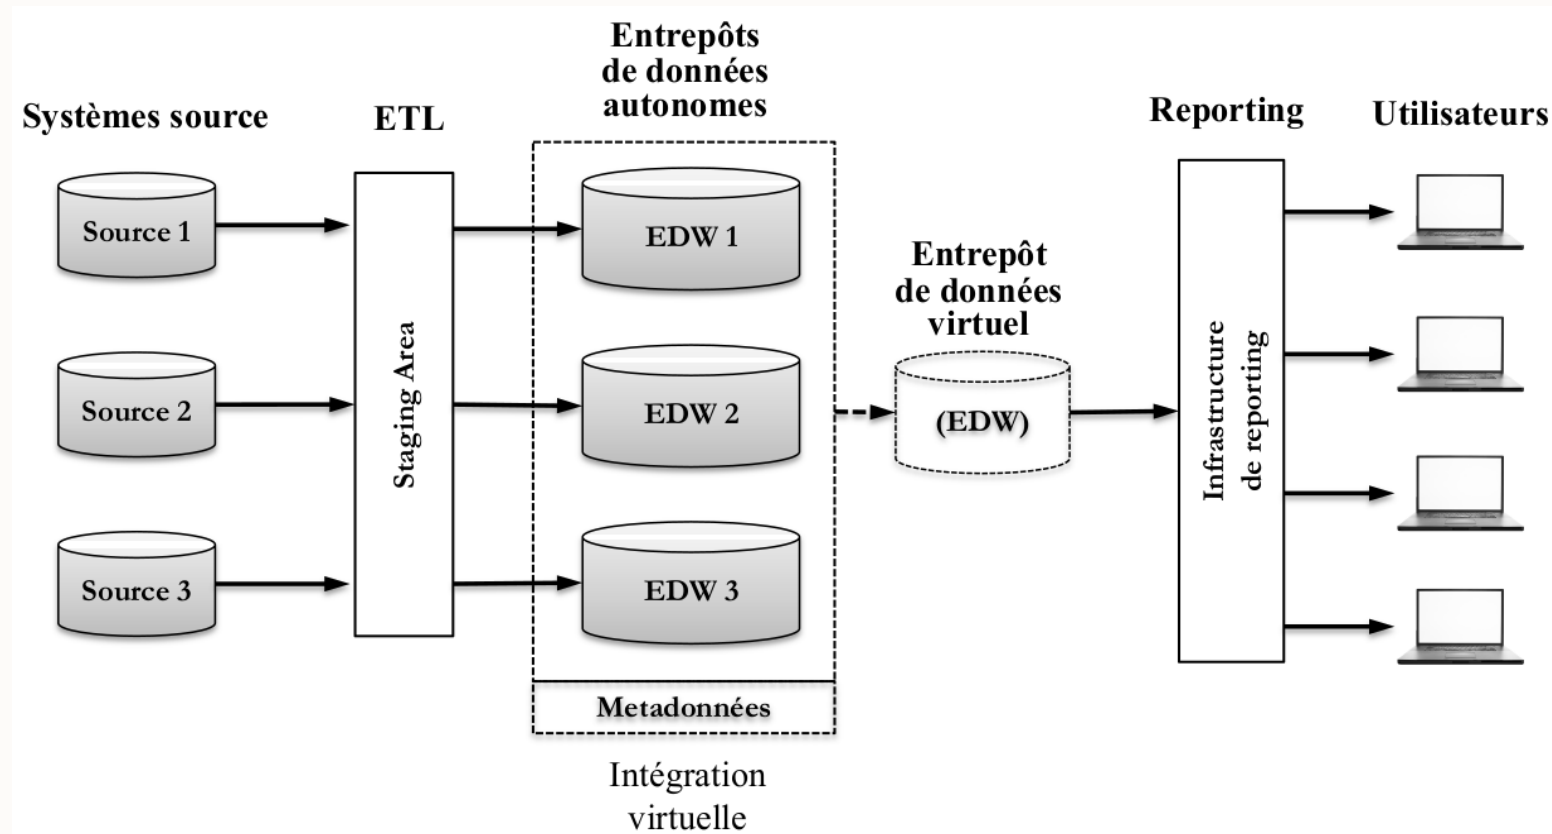 Systèmes source
ETL
Entrepôts
de données
autonomes
Reporting
Utilisateurs
Source 1
Source 2
Source 3
Staging Area
EDW 1
EDW 2
EDW 3
Metadonnées
Intégration
virtuelle
Entrepôt
de données
virtuel
(EDW)
Infrastructure
de reporting